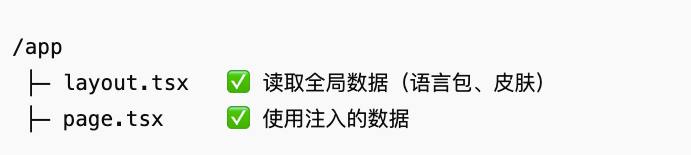 /app
├─ layout.tsx ✅ 读取全局数据（语言包、皮肤）
├─ page.tsx ✅ 使用注入的数据